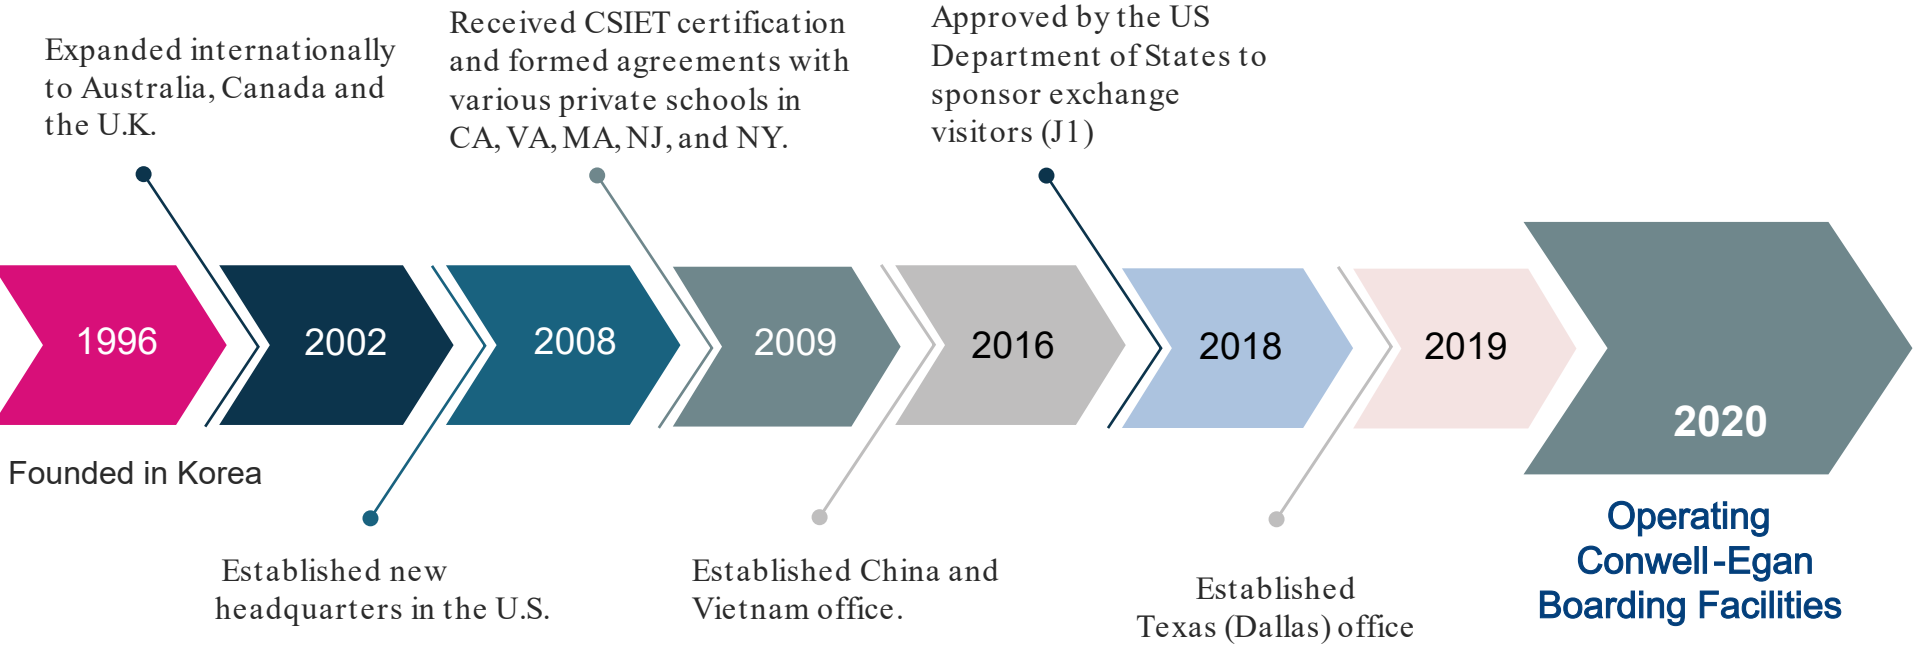 Expanded internationally
to Australia, Canada and
the U.K.
Received CSIET certification
and formed agreements with
various private schools in
CA, VA, MA, NJ, and NY.
Approved by the US
Department of States to
sponsor exchange
visitors (J1)
1996
2002
2008
2009
2016
2018
2019
2020
Founded in Korea
Established new
headquarters in the U.S.
Established China and
Vietnam office.
Established
Texas (Dallas) office
Operating
Conwell-Egan
Boarding Facilities